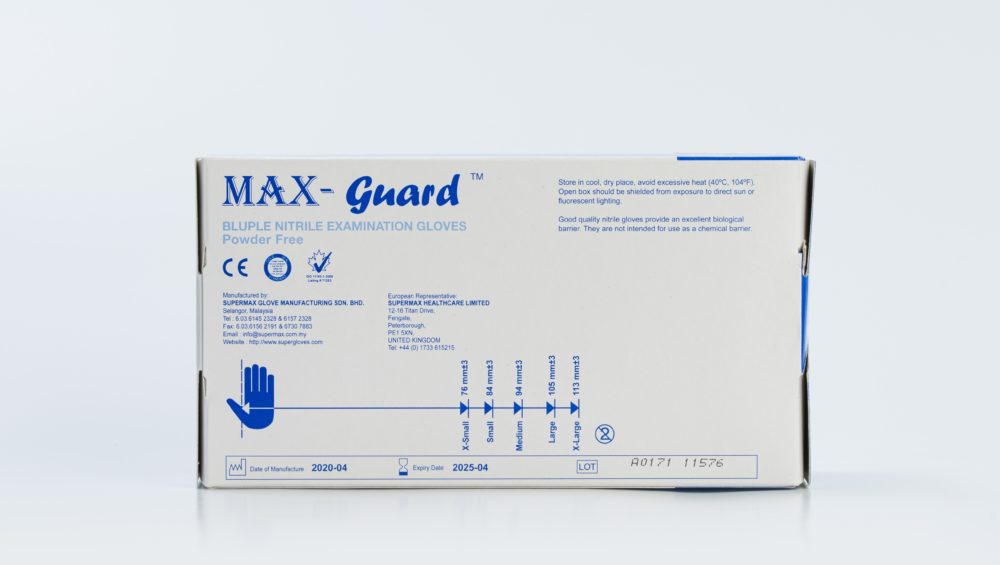 MAX-Guard™
BLUPLE NITRILE EXAMINATION GLOVES
Powder Free
CE
Manufactured by:
SUPERMAX GLOVE MANUFACTURING SDN. BHD.
Selangor, Malaysia
Tel : 6.03.6145 2328 & 6157 2328
Fax: 6.03.6156 2191 & 6730 7883
Email : info@supermax.com.my
Website : http://www.supergloves.com
European Representative:
SUPERMAX HEALTHCARE LIMITED
12-16 Titan Drive,
Fengate,
Peterborough,
PE1 5XN,
UNITED KINGDOM
Tel: +44 (0) 1733 615215
Store in cool, dry place, avoid excessive heat (40ºC, 104ºF).
Open box should be shielded from exposure to direct sun or
fluorescent lighting.
Good quality nitrile gloves provide an excellent biological
barrier. They are not intended for use as a chemical barrier.
X-Small 76 mm±3
Small 84 mm±3
Medium 94 mm±3
Large 105 mm±3
X-Large 113 mm±3
2
Date of Manufacture 2020-04
Expiry Date 2025-04
LOT A0171 11576